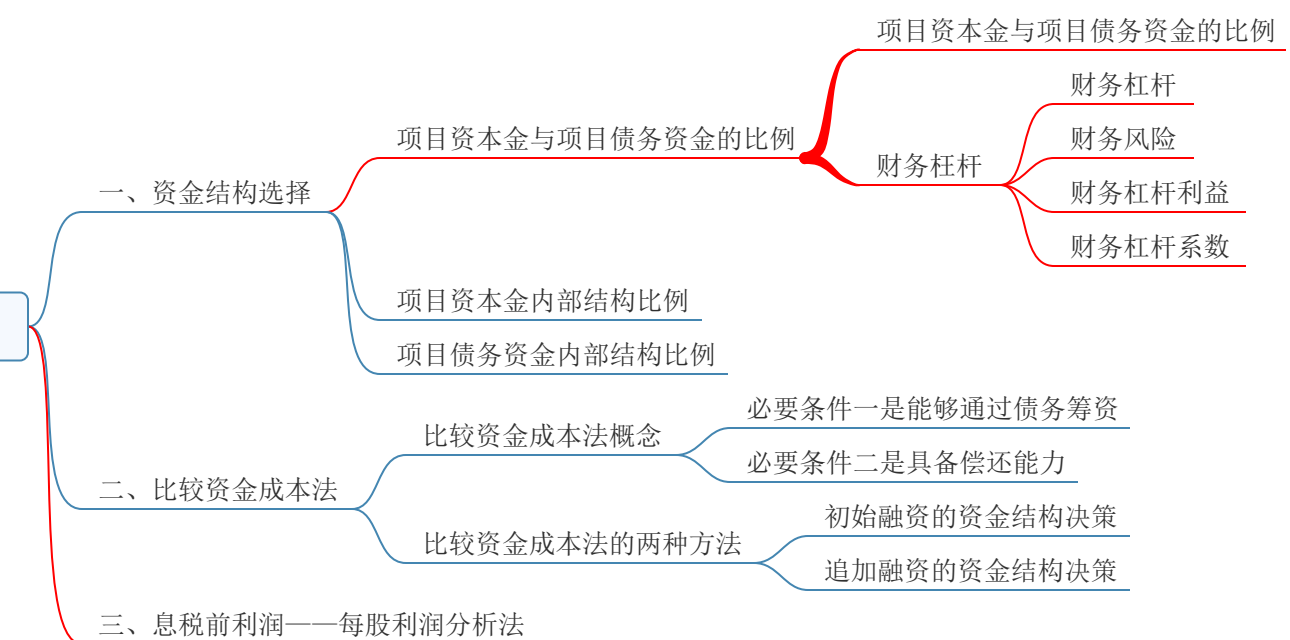 一、资金结构选择
项目资本金与项目债务资金的比例
项目资本金与项目债务资金的比例
财务枉杆
财务杠杆
财务风险
财务杠杆利益
财务杠杆系数
项目资本金内部结构比例
项目债务资金内部结构比例
二、比较资金成本法
比较资金成本法概念
必要条件一是能够通过债务筹资
必要条件二是具备偿还能力
比较资金成本法的两种方法
初始融资的资金结构决策
追加融资的资金结构决策
三、息税前利润——每股利润分析法